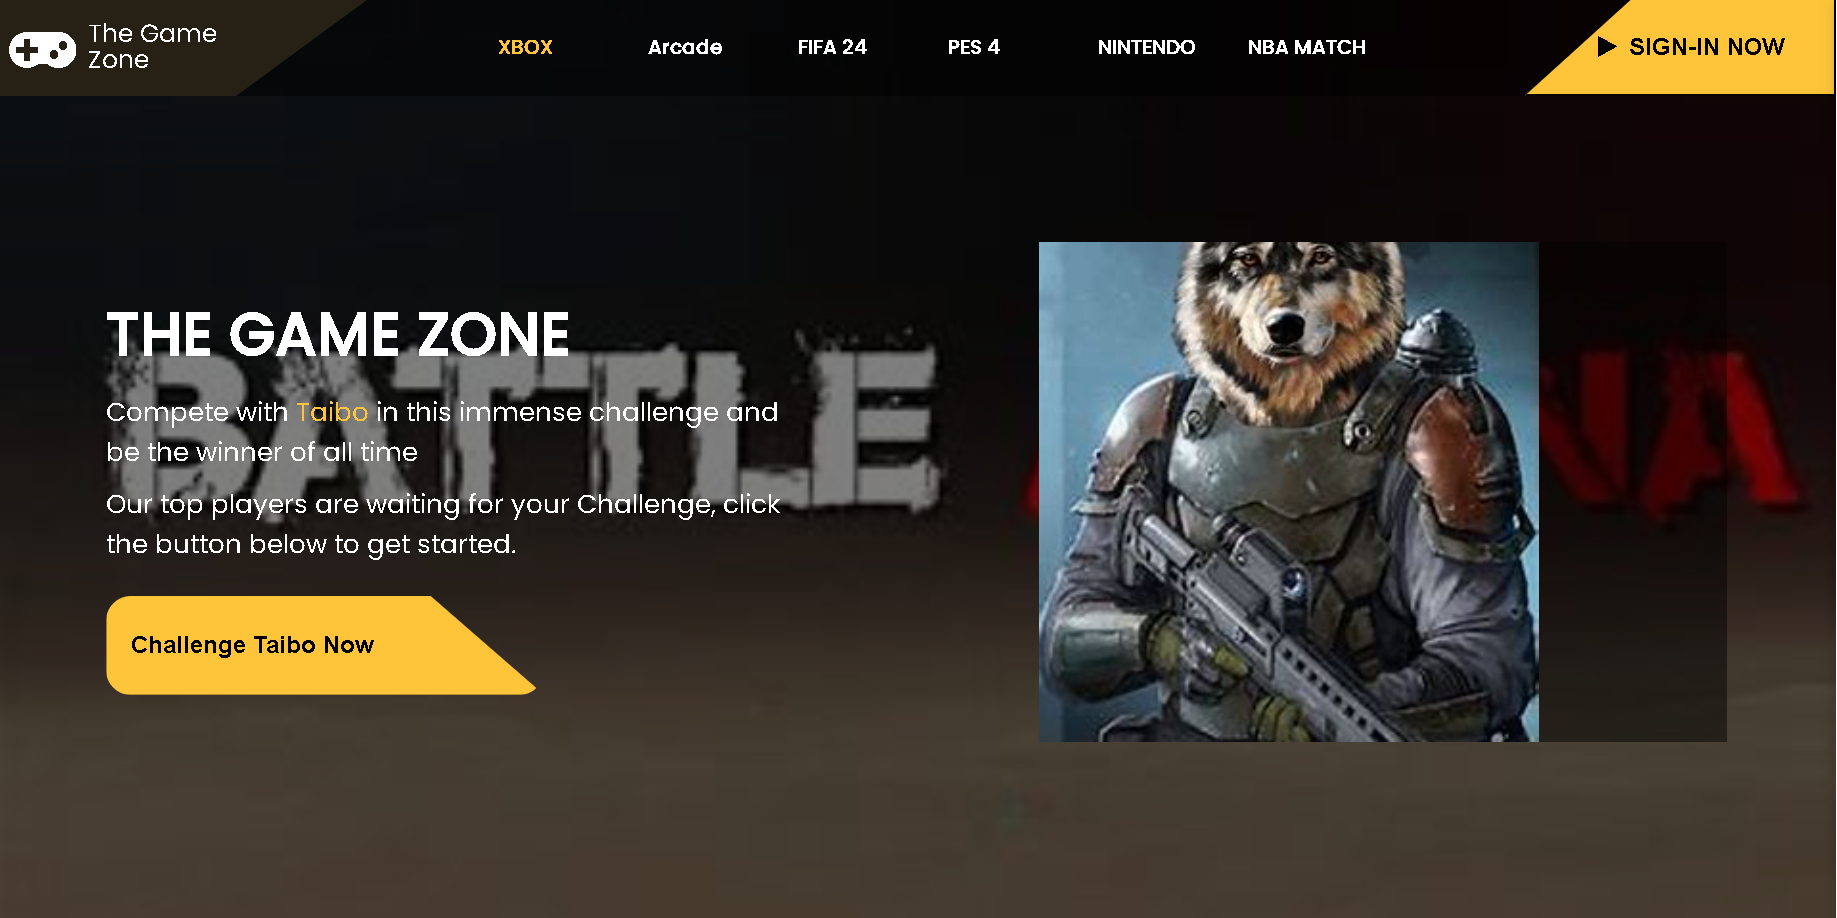 The Game
Zone
XBOX
Arcade
FIFA 24
PES 4
NINTENDO
NBA MATCH
SIGN-IN NOW
THE GAME ZONE
BATTLE
Compete with Taibo in this immense challenge and
be the winner of all time
Our top players are waiting for your Challenge, click
the button below to get started.
Challenge Taibo Now